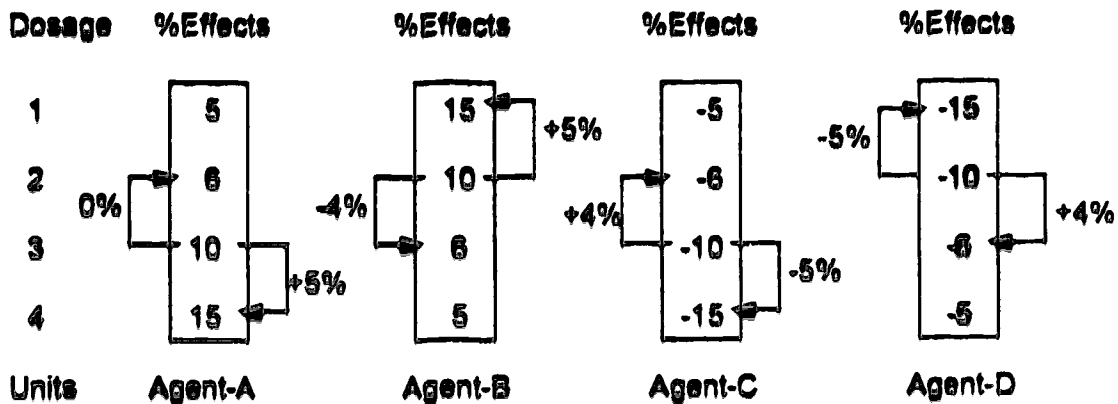 Dosage %Effects %Effects %Effects %Effects
1 5 15 -5 -15
+5% -5%
2 6 10 -6 -10
0% -4% +4% +4%
3 10 6 -10 -6
+5% -5%
4 15 5 -15 -5
Units Agent-A Agent-B Agent-C Agent-D